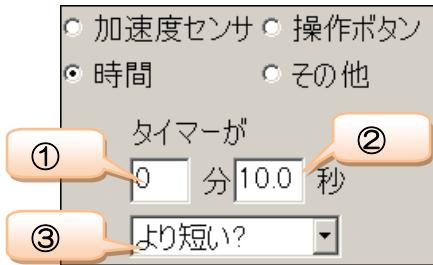 加速度センサ 操作ボタン
時間 その他
タイマーが
① ②
0 分 10.0 秒
③ より短い?